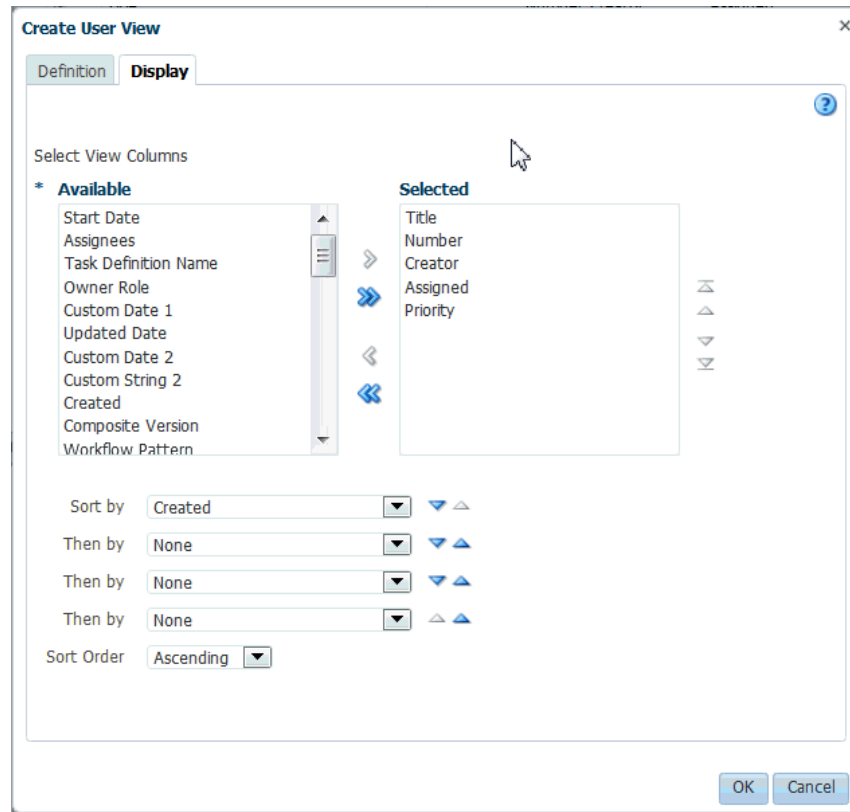 Create User View
Definition Display
Select View Columns
* Available
Selected
Start Date
Assignees
Task Definition Name
Owner Role
Custom Date 1
Updated Date
Custom Date 2
Custom String 2
Created
Composite Version
Workflow Pattern
Title
Number
Creator
Assigned
Priority
Sort by Created
Then by None
Then by None
Then by None
Sort Order Ascending
OK Cancel